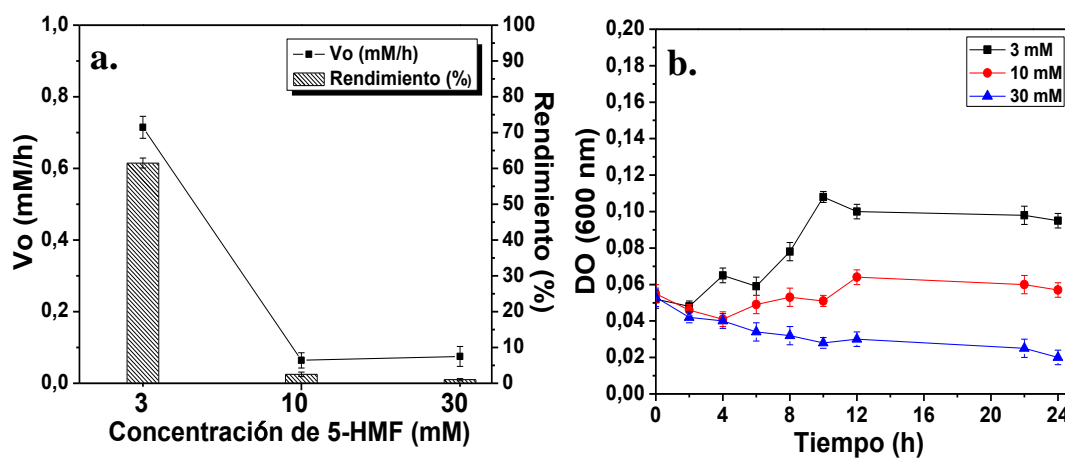 a.
Vo (mM/h)
Rendimiento (%)
1,0
0,8
0,6
0,4
0,2
0,0
Vo (mM/h)
100
90
80
70
60
50
40
30
20
10
0
Rendimiento (%)
3 10 30
Concentración de 5-HMF (mM)
b.
3 mM
10 mM
30 mM
0,20
0,18
0,16
0,14
0,12
0,10
0,08
0,06
0,04
0,02
0,00
DO (600 nm)
0 4 8 12 16 20 24
Tiempo (h)